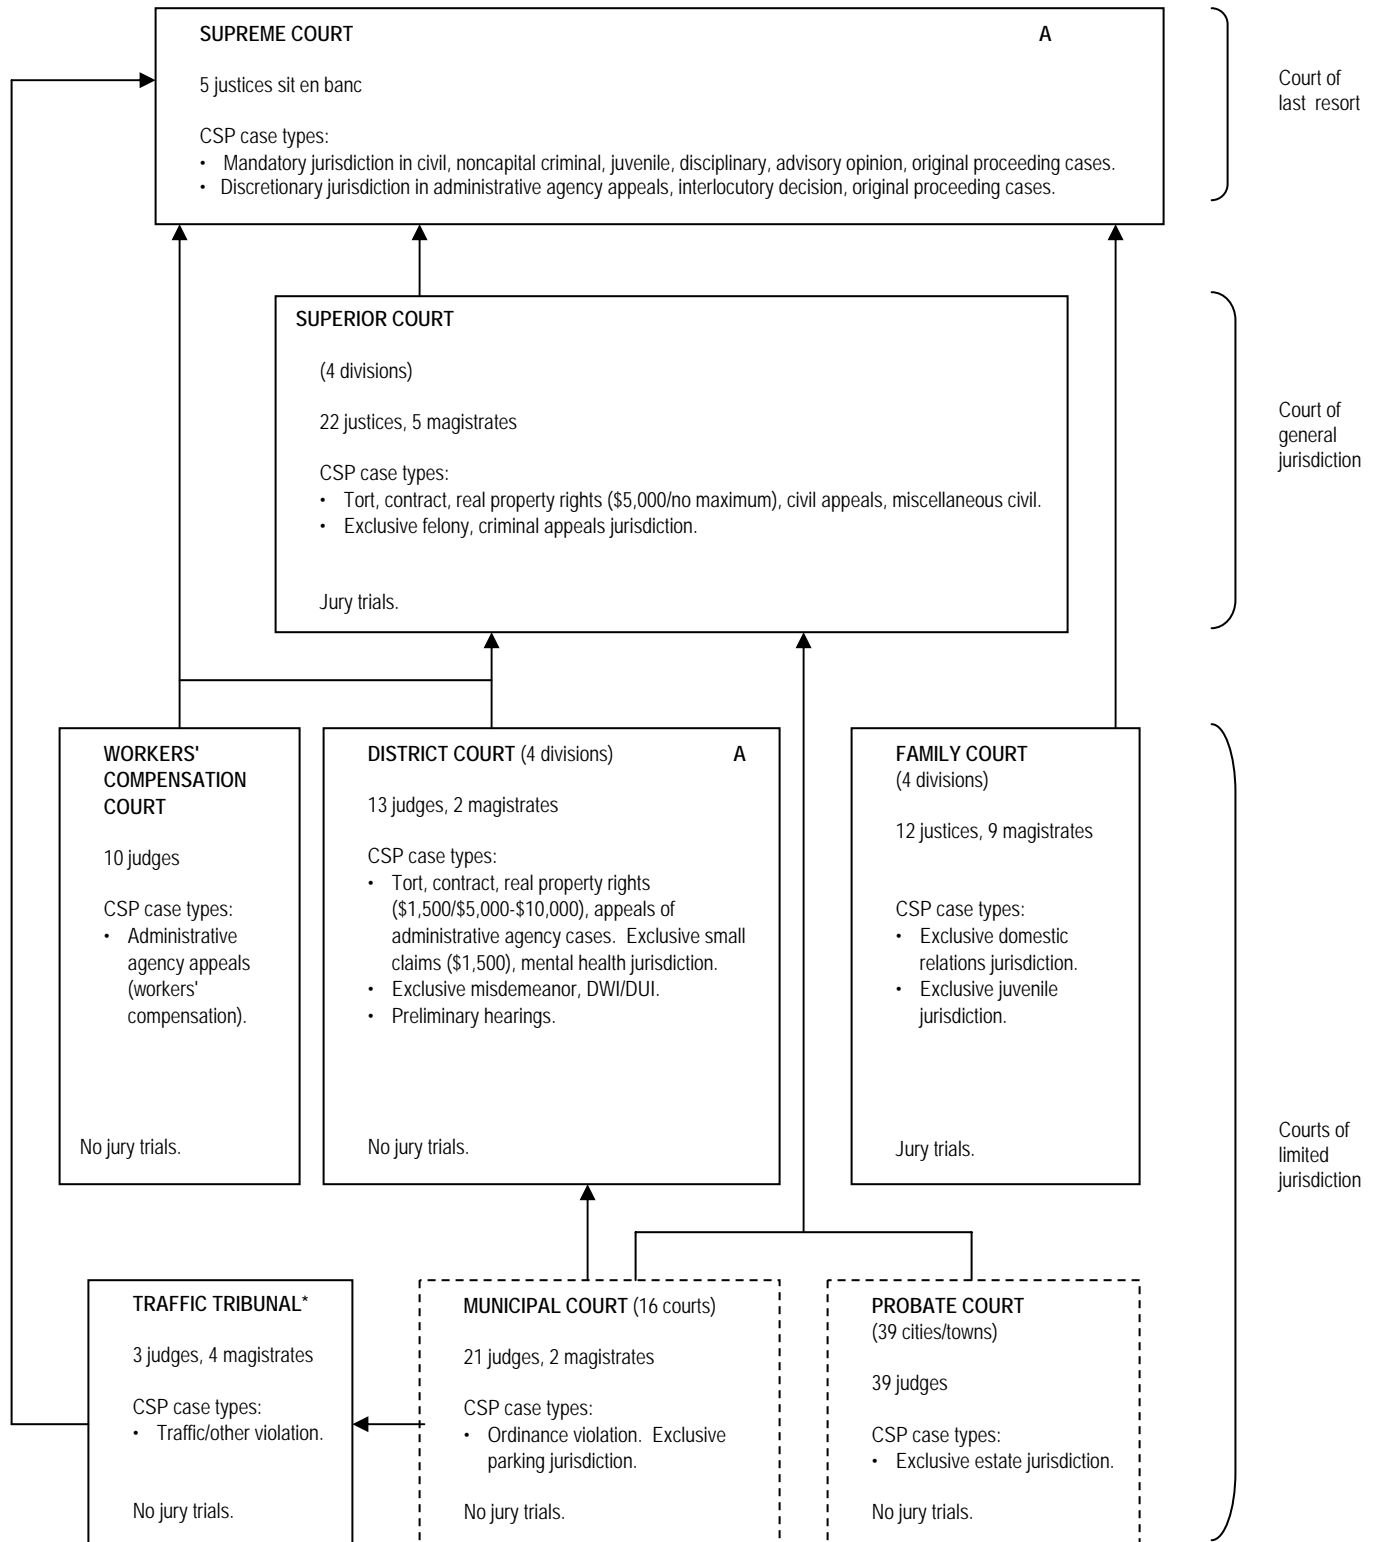 SUPREME COURT A
5 justices sit en banc
CSP case types:
• Mandatory jurisdiction in civil, noncapital criminal, juvenile, disciplinary, advisory opinion, original proceeding cases.
• Discretionary jurisdiction in administrative agency appeals, interlocutory decision, original proceeding cases.
Court of
last resort
SUPERIOR COURT
(4 divisions)
22 justices, 5 magistrates
CSP case types:
• Tort, contract, real property rights ($5,000/no maximum), civil appeals, miscellaneous civil.
• Exclusive felony, criminal appeals jurisdiction.
Jury trials.
Court of
general
jurisdiction
WORKERS'
COMPENSATION
COURT
10 judges
CSP case types:
• Administrative
agency appeals
(workers'
compensation).
No jury trials.
DISTRICT COURT (4 divisions) A
13 judges, 2 magistrates
CSP case types:
• Tort, contract, real property rights
($1,500/$5,000-$10,000), appeals of
administrative agency cases. Exclusive small
claims ($1,500), mental health jurisdiction.
• Exclusive misdemeanor, DWI/DUI.
• Preliminary hearings.
No jury trials.
FAMILY COURT
(4 divisions)
12 justices, 9 magistrates
CSP case types:
• Exclusive domestic
relations jurisdiction.
• Exclusive juvenile
jurisdiction.
Jury trials.
Courts of
limited
jurisdiction
TRAFFIC TRIBUNAL*
3 judges, 4 magistrates
CSP case types:
• Traffic/other violation.
No jury trials.
MUNICIPAL COURT (16 courts)
21 judges, 2 magistrates
CSP case types:
• Ordinance violation. Exclusive
parking jurisdiction.
No jury trials.
PROBATE COURT
(39 cities/towns)
39 judges
CSP case types:
• Exclusive estate jurisdiction.
No jury trials.